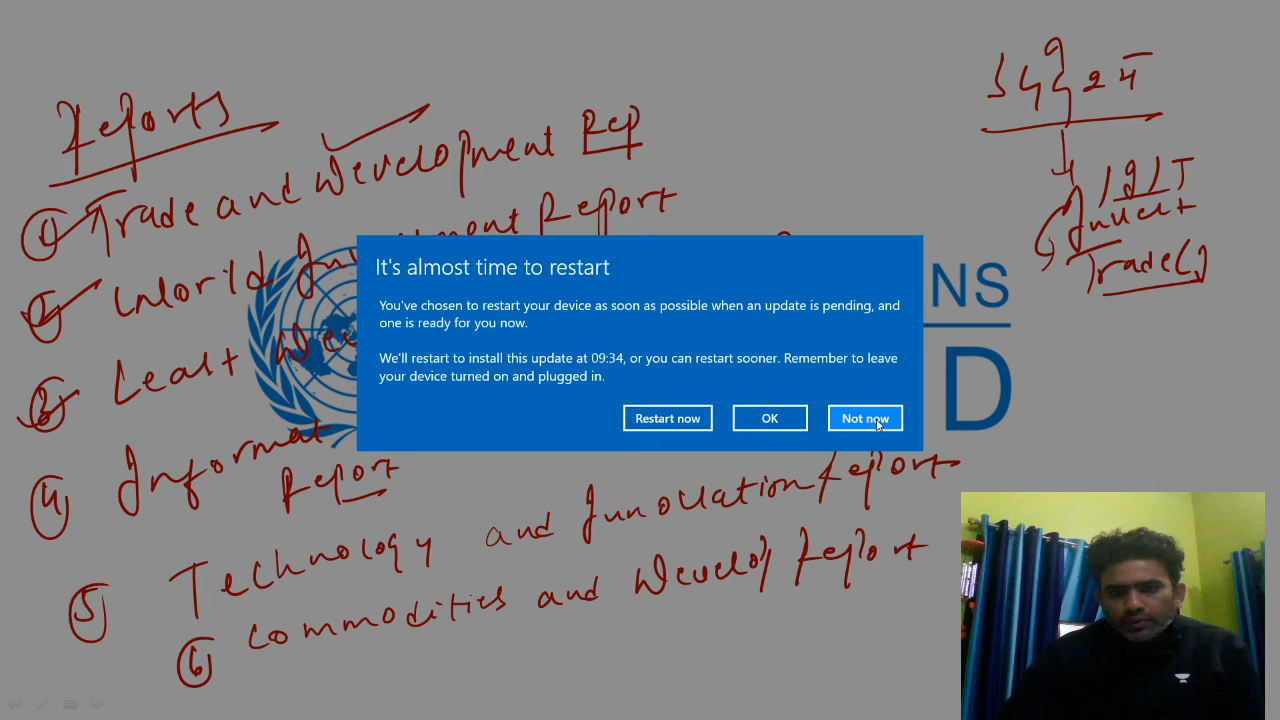 Reports
① Trade and Development Rep
② World Investment Report
③ Least Dev
④ Informat
Report
⑤ Technology and Innovation Report
⑥ Commodities and Develop Report
Invest
Trade
NS
D
It's almost time to restart
You've chosen to restart your device as soon as possible when an update is pending, and
one is ready for you now.
We'll restart to install this update at 09:34, or you can restart sooner. Remember to leave
your device turned on and plugged in.
Restart now OK Not now